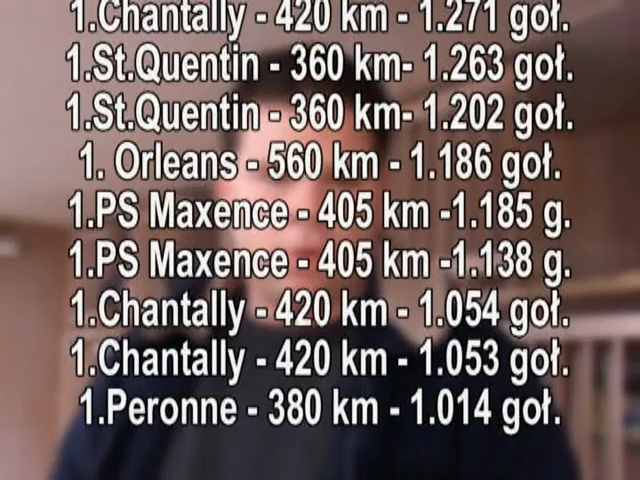 1.Chantally - 420 km - 1.271 goł.
1.St.Quentin - 360 km- 1.263 goł.
1.St.Quentin - 360 km- 1.202 goł.
1. Orleans - 560 km - 1.186 goł.
1.PS Maxence - 405 km -1.185 g.
1.PS Maxence - 405 km -1.138 g.
1.Chantally - 420 km - 1.054 goł.
1.Chantally - 420 km - 1.053 goł.
1.Peronne - 380 km - 1.014 goł.